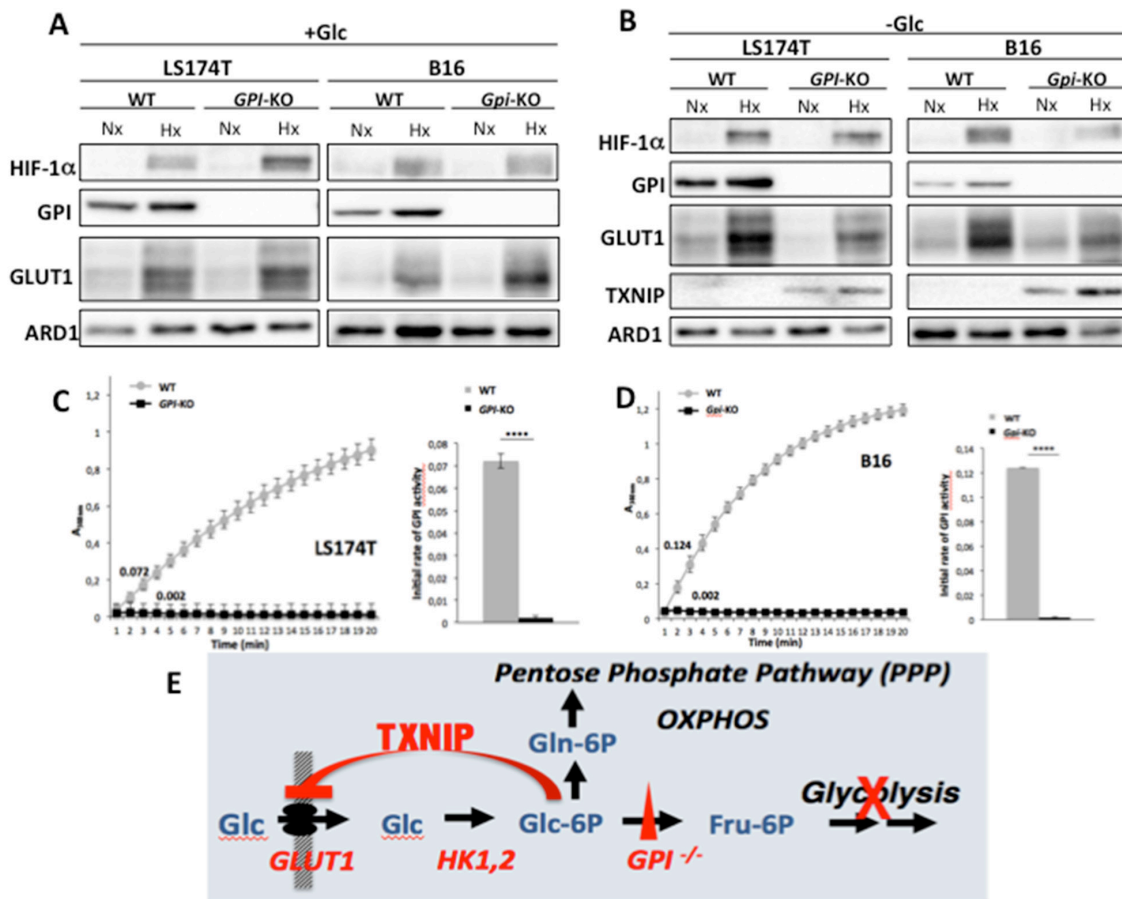 A
+Glc
LS174T B16
WT GPI-KO WT Gpi-KO
Nx Hx Nx Hx Nx Hx Nx Hx
HIF-1α
GPI
GLUT1
ARD1
B
-Glc
LS174T B16
WT GPI-KO WT Gpi-KO
Nx Hx Nx Hx Nx Hx Nx Hx
HIF-1α
GPI
GLUT1
TXNIP
ARD1
C
WT
GPI-KO
1,2
1
0,8
0,6
0,4
0,2
0
0.072
0.002
LS174T
1 2 3 4 5 6 7 8 9 10 11 12 13 14 15 16 17 18 19 20
Time (min)
WT
GPI-KO
****
Initial rate of GPI activity
0,08
0,07
0,06
0,05
0,04
0,03
0,02
0,01
0
D
WT
Gpi-KO
1,2
1
0,8
0,6
0,4
0,2
0
0.124
0.002
B16
1 2 3 4 5 6 7 8 9 10 11 12 13 14 15 16 17 18 19 20
Time (min)
WT
Gpi-KO
****
Initial rate of GPI activity
0,14
0,12
0,10
0,08
0,06
0,04
0,02
0
E
Pentose Phosphate Pathway (PPP)
OXPHOS
TXNIP
Gln-6P
Glycolysis
Glc Glc Glc-6P Fru-6P
GLUT1 HK1,2 GPI -/-